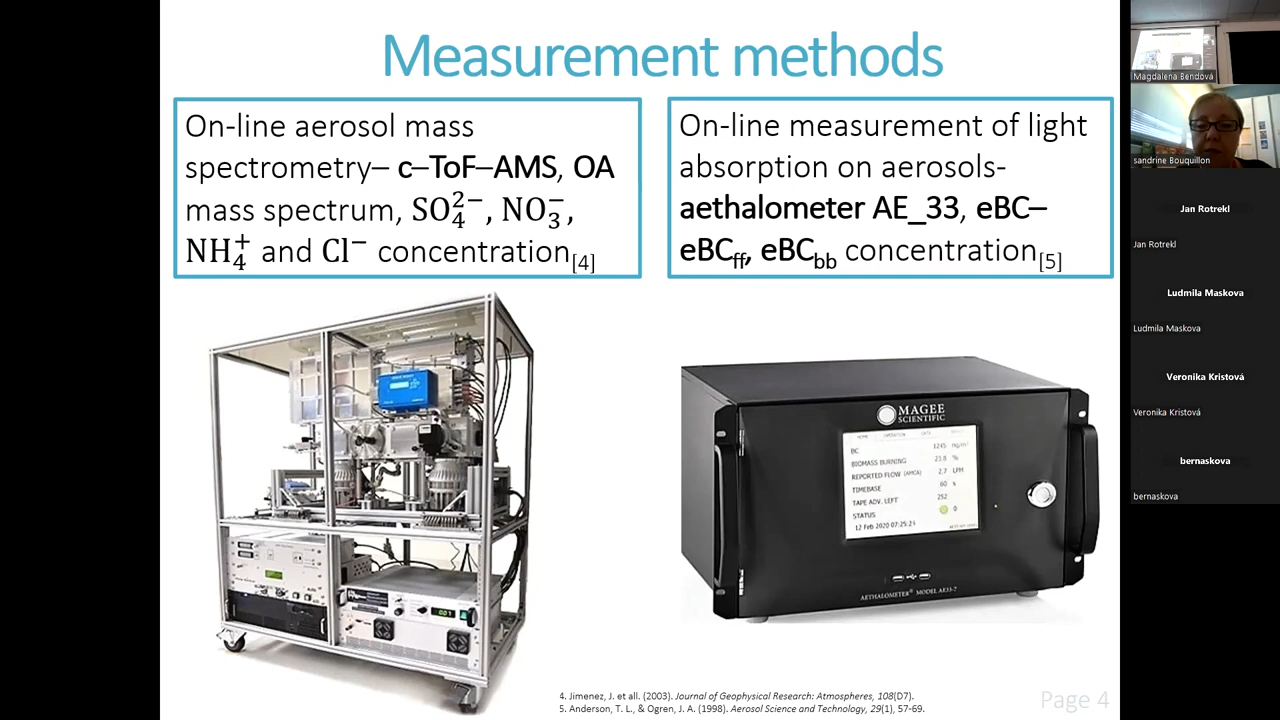 Measurement methods
On-line aerosol mass
spectrometry– c–ToF–AMS, OA
mass spectrum, SO₄²⁻, NO₃⁻,
NH₄⁺ and Cl⁻ concentration[4]
On-line measurement of light
absorption on aerosols-
aethalometer AE_33, eBC–
eBCff, eBCbb concentration[5]
MAGEE
SCIENTIFIC
HOME OPERATION DATA
BC 1245 ng/m³
BIOMASS BURNING 23.8 %
REPORTED FLOW (AMCA) 2.7 LPM
TIMEBASE 60 s
TAPE ADV. LEFT 252
STATUS 0
12 Feb 2020 07:25:21
AETHALOMETER® MODEL AE33-7
4. Jimenez, J. et all. (2003). Journal of Geophysical Research: Atmospheres, 108(D7).
5. Anderson, T. L., & Ogren, J. A. (1998). Aerosol Science and Technology, 29(1), 57-69.
Page 4
Magdalena Bendová
sandrine Bouquillon
Jan Rotrekl
Jan Rotrekl
Ludmila Maskova
Ludmila Maskova
Veronika Kristová
Veronika Kristová
bernaskova
bernaskova